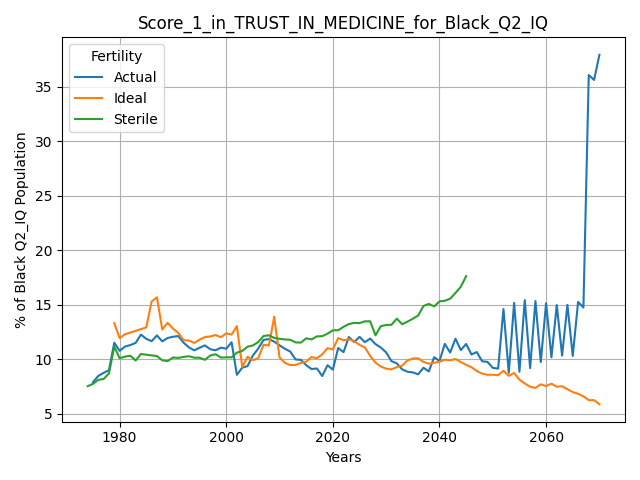 Score_1_in_TRUST_IN_MEDICINE_for_Black_Q2_IQ
Fertility
Actual
Ideal
Sterile
% of Black Q2_IQ Population
35
30
25
20
15
10
5
1980 2000 2020 2040 2060
Years